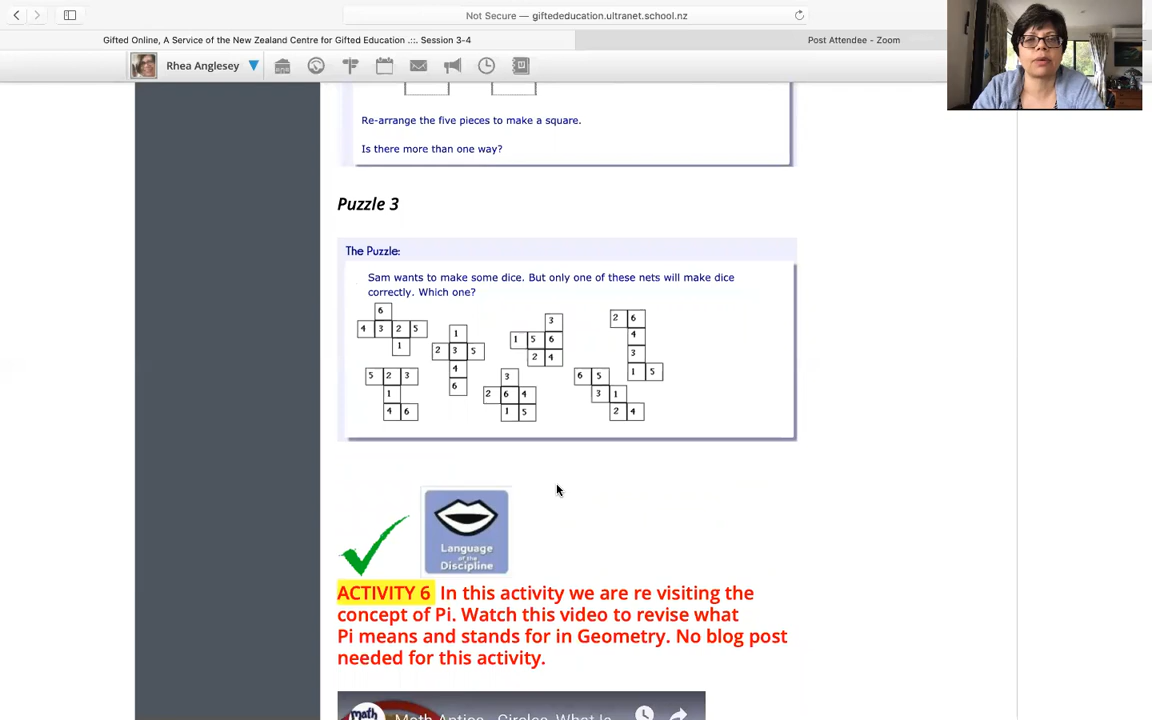 Not Secure — giftededucation.ultranet.school.nz
Gifted Online, A Service of the New Zealand Centre for Gifted Education .::. Session 3-4
Post Attendee - Zoom
Rhea Anglesey
Re-arrange the five pieces to make a square.
Is there more than one way?
Puzzle 3
The Puzzle:
Sam wants to make some dice. But only one of these nets will make dice
correctly. Which one?
6
4 3 2 5
1
1
2 3 5
4
6
3
1 5 6
2 4
2 6
4
3
1 5
5 2 3
1
4 6
3
2 6 4
1 5
6 5
3 1
2 4
Language
of the
Discipline
ACTIVITY 6 In this activity we are re visiting the
concept of Pi. Watch this video to revise what
Pi means and stands for in Geometry. No blog post
needed for this activity.
math
Math Antics - Circles, What Is